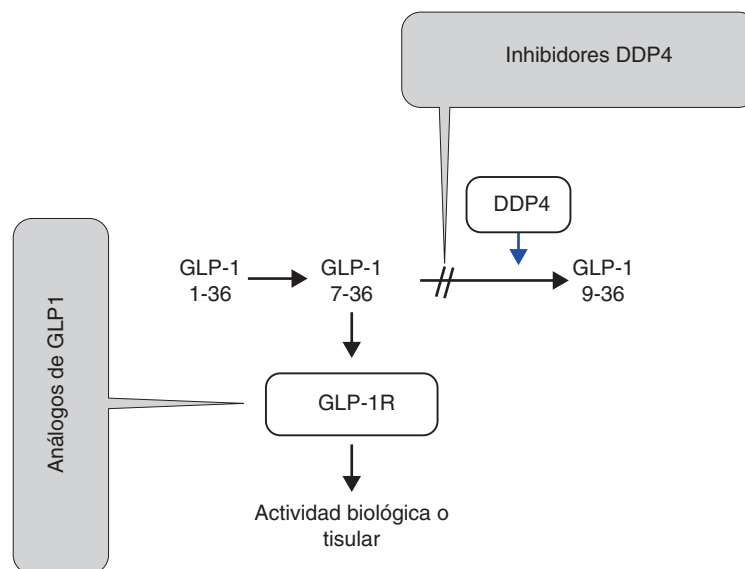 Inhibidores DDP4
DDP4
GLP-1
1-36
GLP-1
7-36
GLP-1
9-36
Análogos de GLP1
GLP-1R
Actividad biológica o
tisular